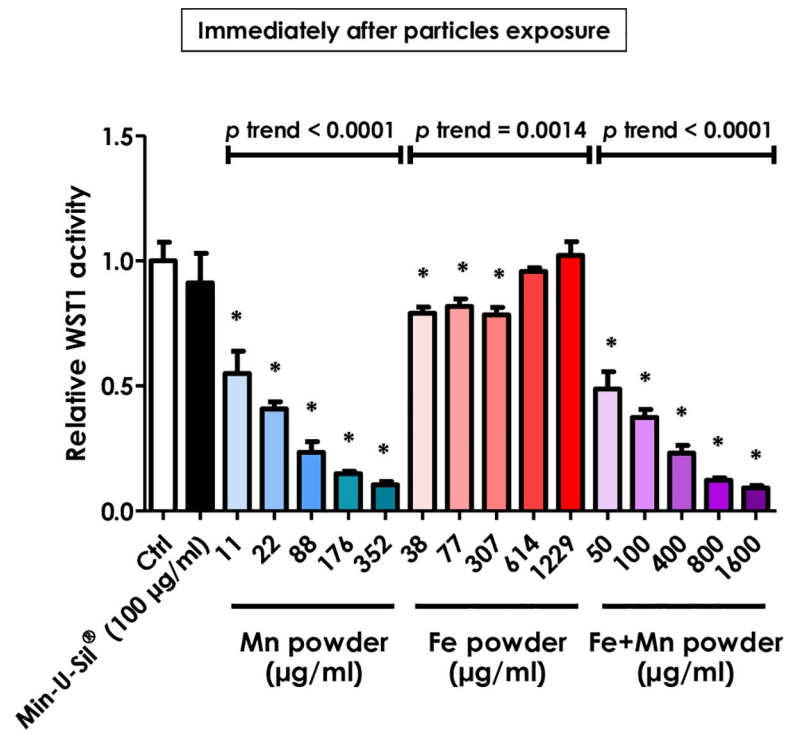 Immediately after particles exposure
p trend < 0.0001 p trend = 0.0014 p trend < 0.0001
1.5
1.0
0.5
0.0
Relative WST1 activity
* * * * * * * * * * * * *
Ctrl Min-U-Sil® (100 µg/ml) 11 22 88 176 352 38 77 307 614 1229 50 100 400 800 1600
Mn powder Fe powder Fe+Mn powder
(µg/ml) (µg/ml) (µg/ml)